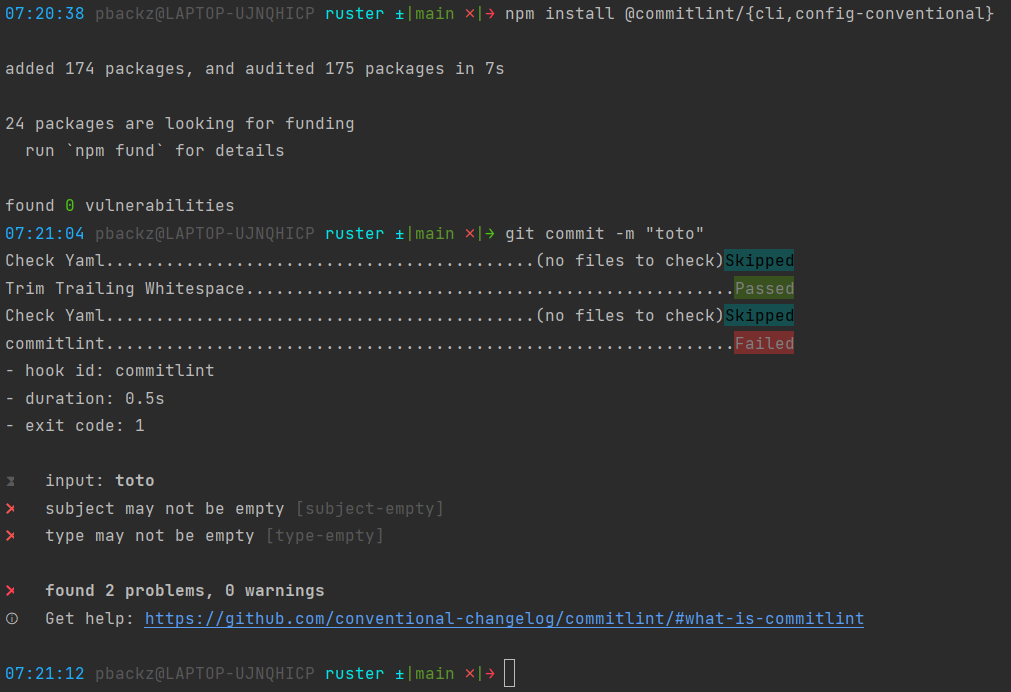 07:20:38 pbackz@LAPTOP-UJNQHICP ruster ±|main ✗|→ npm install @commitlint/{cli,config-conventional}
added 174 packages, and audited 175 packages in 7s
24 packages are looking for funding
  run `npm fund` for details
found 0 vulnerabilities
07:21:04 pbackz@LAPTOP-UJNQHICP ruster ±|main ✗|→ git commit -m "toto"
Check Yaml...........................................(no files to check)Skipped
Trim Trailing Whitespace.................................................Passed
Check Yaml...........................................(no files to check)Skipped
commitlint...............................................................Failed
- hook id: commitlint
- duration: 0.5s
- exit code: 1
⧗   input: toto
✖   subject may not be empty [subject-empty]
✖   type may not be empty [type-empty]
✖   found 2 problems, 0 warnings
ⓘ   Get help: https://github.com/conventional-changelog/commitlint/#what-is-commitlint
07:21:12 pbackz@LAPTOP-UJNQHICP ruster ±|main ✗|→